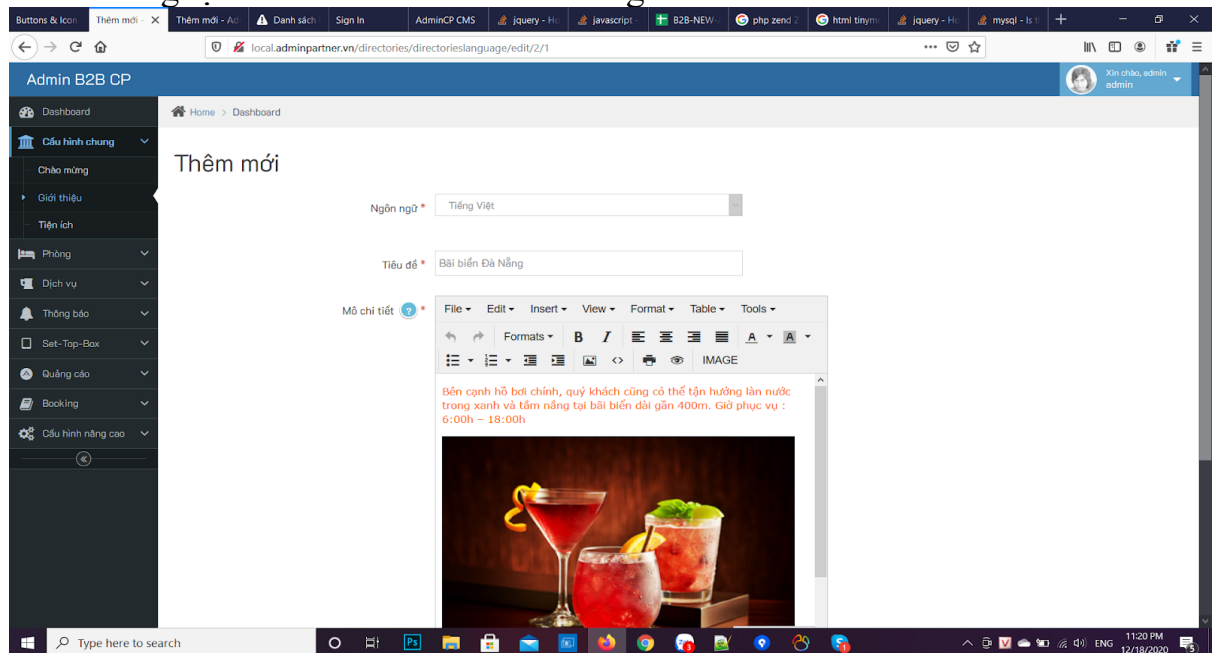 Buttons & Icon Thêm mới - Thêm mới - Ad Danh sách Sign In AdminCP CMS jquery - Ho javascript - B2B-NEW- php zend 2 html tinym jquery - Ho mysql - Is t
local.adminpartner.vn/directories/directorieslanguage/edit/2/1
Admin B2B CP
Xin chào, admin
admin
Dashboard
Home > Dashboard
Cấu hình chung
Chào mừng
Giới thiệu
Tiện ích
Phòng
Dịch vụ
Thông báo
Set-Top-Box
Quảng cáo
Booking
Cấu hình nâng cao
Thêm mới
Ngôn ngữ * Tiếng Việt
Tiêu đề * Bãi biển Đà Nẵng
Mô chi tiết ? *
File Edit Insert View Format Table Tools
Formats B I A A
IMAGE
Bên cạnh hồ bơi chính, quý khách cũng có thể tận hưởng làn nước
trong xanh và tắm nắng tại bãi biển dài gần 400m. Giờ phục vụ :
6:00h – 18:00h
Type here to search
ENG
11:20 PM
12/18/2020